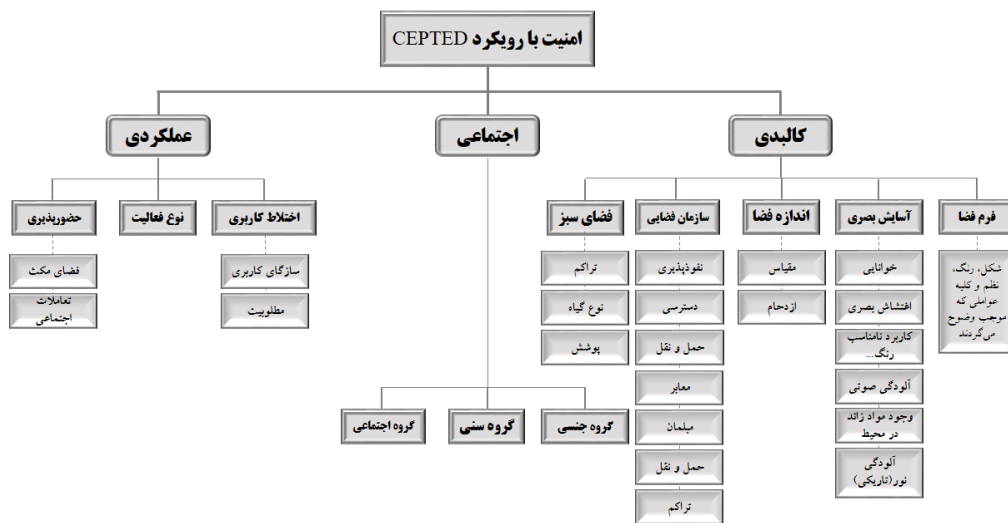 امنیت با رویکرد CEPTED
کالبدی
اجتماعی
عملکردی
فرم فضا
آسایش بصری
اندازه فضا
سازمان فضایی
فضای سبز
اختلاط کاربری
نوع فعالیت
حضورپذیری
شکل، رنگ،
نظم و کلیه
عواملی که
موجب وضوح
می‌گردند
خوانایی
اغتشاش بصری
کاربرد نامناسب
رنگ...
آلودگی صوتی
وجود مواد زائد
در محیط
آلودگی
نور(تاریکی)
مقیاس
ازدحام
نفوذپذیری
دسترسی
حمل و نقل
معابر
مبلمان
حمل و نقل
تراکم
تراکم
نوع گیاه
پوشش
گروه جنسی
گروه سنی
گروه اجتماعی
سازگای کاربری
مطلوبیت
فضای مکث
تعاملات
اجتماعی